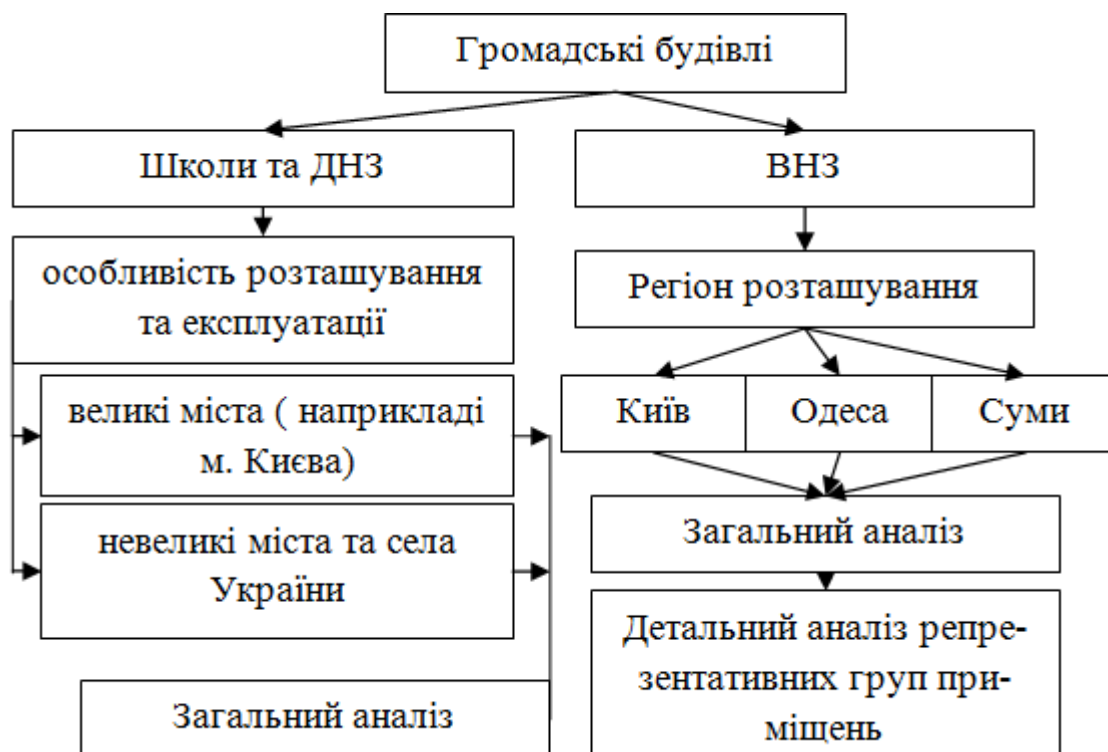 Громадські будівлі
Школи та ДНЗ
ВНЗ
особливість розташування
та експлуатації
Регіон розташування
великі міста ( наприкладі
м. Києва)
Київ
Одеса
Суми
невеликі міста та села
України
Загальний аналіз
Детальний аналіз репре-
зентативних груп при-
міщень
Загальний аналіз